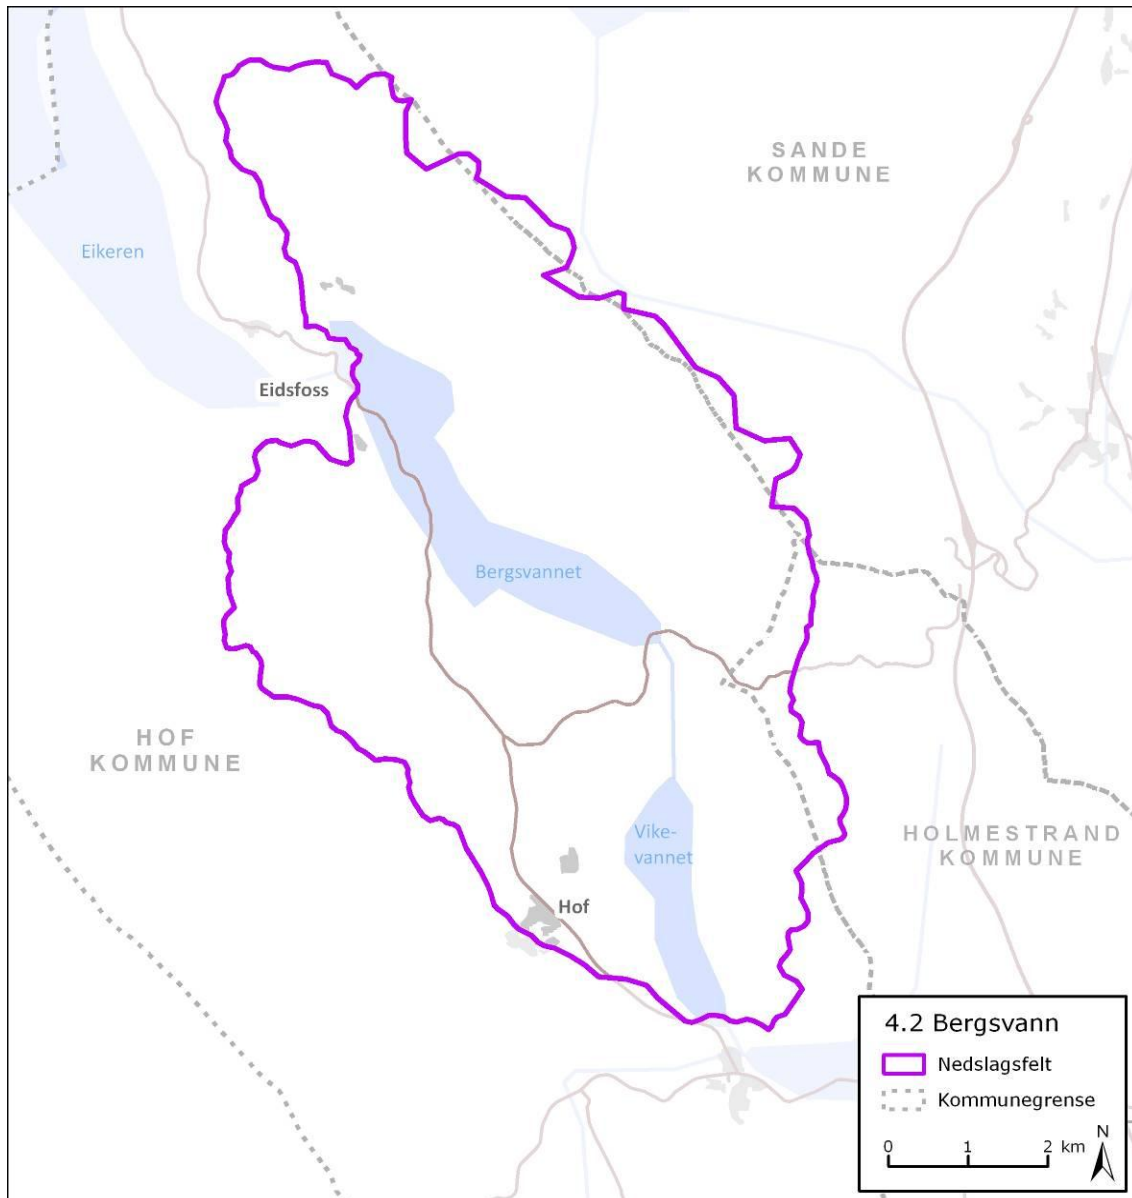 SANDE
KOMMUNE
Eikeren
Eidsfoss
Bergsvannet
HOF
KOMMUNE
Vike-
vannet
HOLMESTRAND
KOMMUNE
Hof
4.2 Bergsvann
Nedslagsfelt
Kommunegrense
0 1 2 km
N